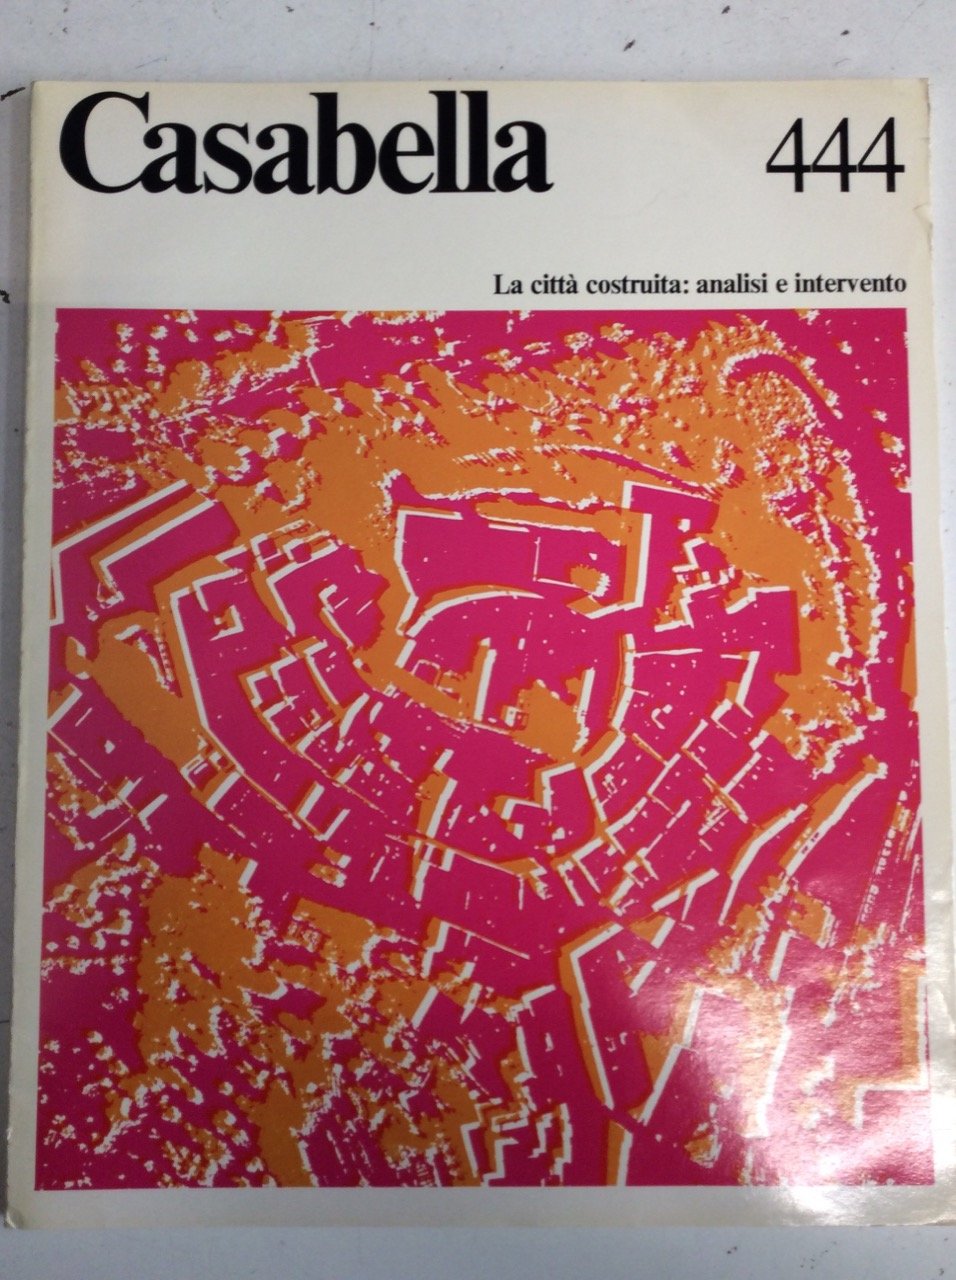 Casabella 444
La città costruita: analisi e intervento